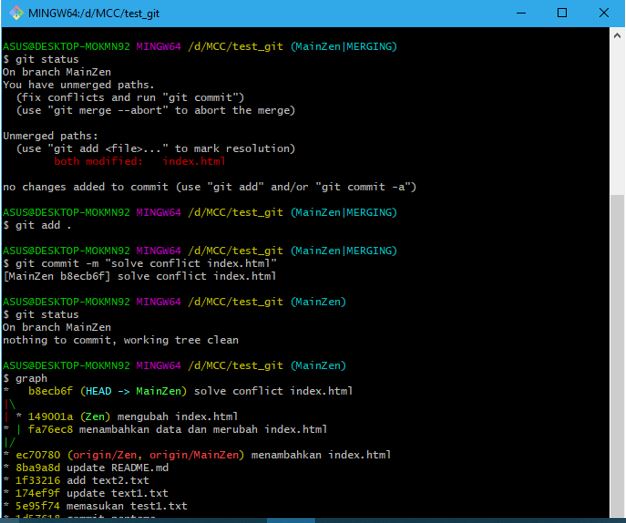 MINGW64:/d/MCC/test_git
ASUS@DESKTOP-MOKMN92 MINGW64 /d/MCC/test_git (MainZen|MERGING)
$ git status
On branch MainZen
You have unmerged paths.
  (fix conflicts and run "git commit")
  (use "git merge --abort" to abort the merge)

Unmerged paths:
  (use "git add <file>..." to mark resolution)
        both modified:   index.html

no changes added to commit (use "git add" and/or "git commit -a")

ASUS@DESKTOP-MOKMN92 MINGW64 /d/MCC/test_git (MainZen|MERGING)
$ git add .

ASUS@DESKTOP-MOKMN92 MINGW64 /d/MCC/test_git (MainZen|MERGING)
$ git commit -m "solve conflict index.html"
[MainZen b8ecb6f] solve conflict index.html

ASUS@DESKTOP-MOKMN92 MINGW64 /d/MCC/test_git (MainZen)
$ git status
On branch MainZen
nothing to commit, working tree clean

ASUS@DESKTOP-MOKMN92 MINGW64 /d/MCC/test_git (MainZen)
$ graph
*   b8ecb6f (HEAD -> MainZen) solve conflict index.html
|\
| * 149001a (Zen) mengubah index.html
* | fa76ec8 menambahkan data dan merubah index.html
|/
* ec70780 (origin/Zen, origin/MainZen) menambahkan index.html
* 8ba9a8d update README.md
* 1f33216 add text2.txt
* 174ef9f update text1.txt
* 5e95f74 memasukan test1.txt